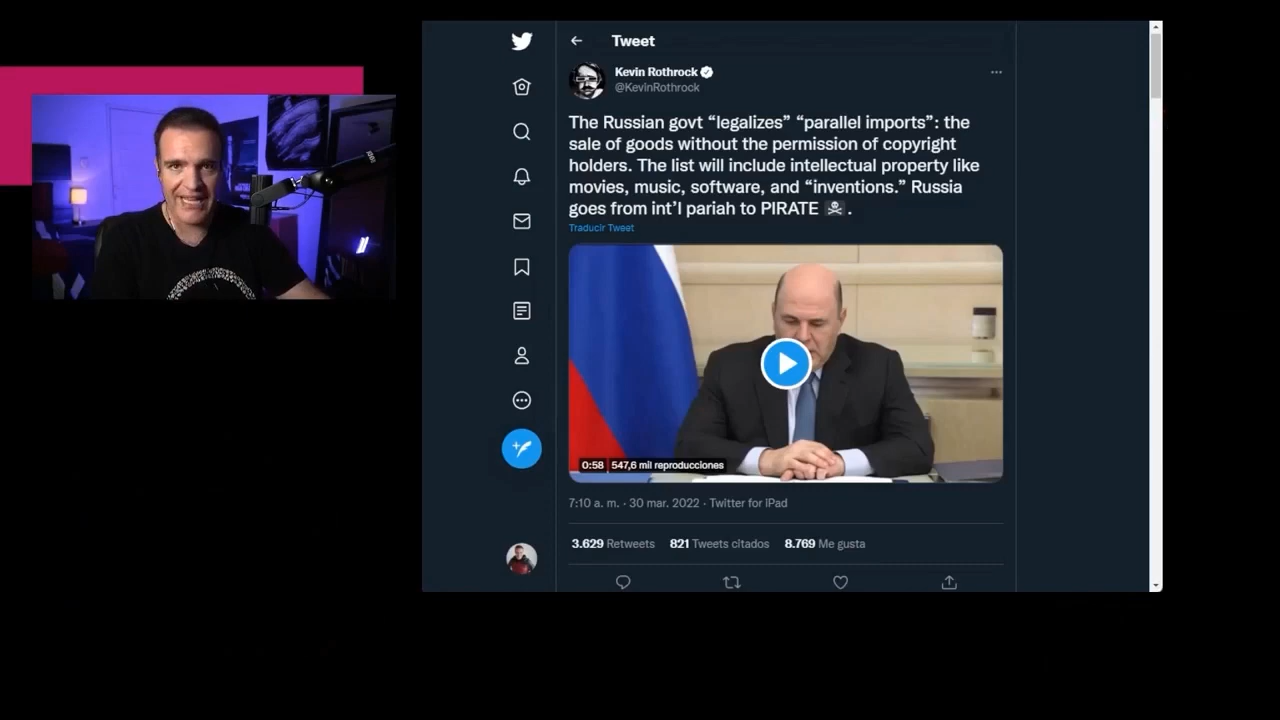 Tweet
Kevin Rothrock
@KevinRothrock
The Russian govt “legalizes” “parallel imports”: the
sale of goods without the permission of copyright
holders. The list will include intellectual property like
movies, music, software, and “inventions.” Russia
goes from int’l pariah to PIRATE ☠.
Traducir Tweet
0:58 547,6 mil reproducciones
7:10 a. m. · 30 mar. 2022 · Twitter for iPad
3.629 Retweets 821 Tweets citados 8.769 Me gusta